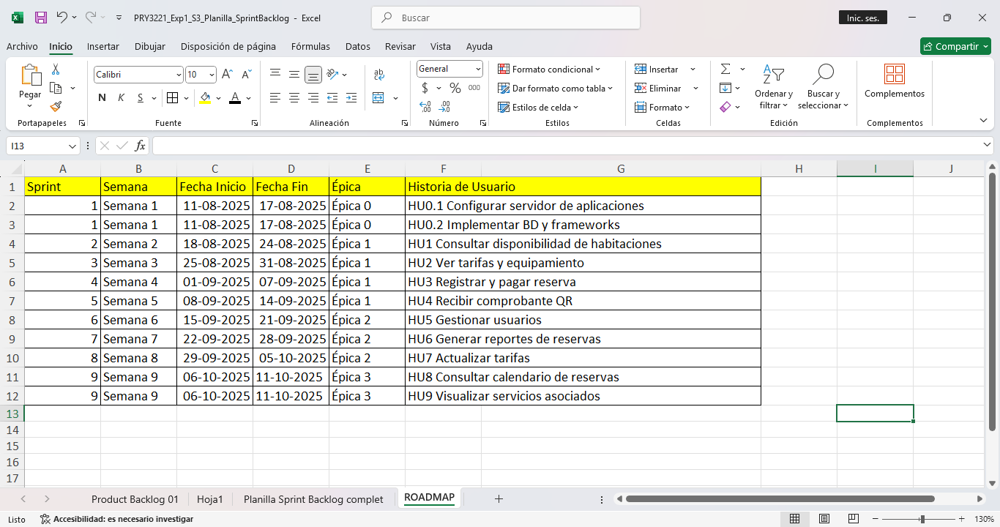 PRY3221_Exp1_S3_Planilla_SprintBacklog - Excel
Buscar
Inic. ses.
Archivo Inicio Insertar Dibujar Disposición de página Fórmulas Datos Revisar Vista Ayuda
Compartir
Pegar
Portapapeles
Calibri 10
N K S
Fuente
Alineación
General
$ % 000
Número
Formato condicional
Dar formato como tabla
Estilos de celda
Estilos
Insertar
Eliminar
Formato
Celdas
Ordenar y filtrar
Buscar y seleccionar
Edición
Complementos
Complementos
I13
fx
A B C D E F G H I J
1 Sprint Semana Fecha Inicio Fecha Fin Épica Historia de Usuario
2 1 Semana 1 11-08-2025 17-08-2025 Épica 0 HU0.1 Configurar servidor de aplicaciones
3 1 Semana 1 11-08-2025 17-08-2025 Épica 0 HU0.2 Implementar BD y frameworks
4 2 Semana 2 18-08-2025 24-08-2025 Épica 1 HU1 Consultar disponibilidad de habitaciones
5 3 Semana 3 25-08-2025 31-08-2025 Épica 1 HU2 Ver tarifas y equipamiento
6 4 Semana 4 01-09-2025 07-09-2025 Épica 1 HU3 Registrar y pagar reserva
7 5 Semana 5 08-09-2025 14-09-2025 Épica 1 HU4 Recibir comprobante QR
8 6 Semana 6 15-09-2025 21-09-2025 Épica 2 HU5 Gestionar usuarios
9 7 Semana 7 22-09-2025 28-09-2025 Épica 2 HU6 Generar reportes de reservas
10 8 Semana 8 29-09-2025 05-10-2025 Épica 2 HU7 Actualizar tarifas
11 9 Semana 9 06-10-2025 11-10-2025 Épica 3 HU8 Consultar calendario de reservas
12 9 Semana 9 06-10-2025 11-10-2025 Épica 3 HU9 Visualizar servicios asociados
13
14
15
16
17
Product Backlog 01 Hoja1 Planilla Sprint Backlog complet ROADMAP
Listo Accesibilidad: es necesario investigar 130%